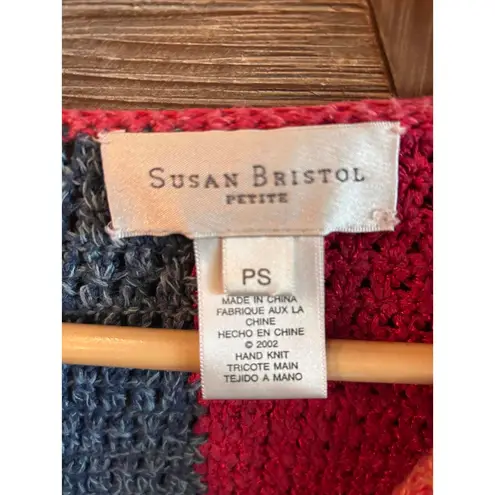 SUSAN BRISTOL
PETITE
PS
MADE IN CHINA
FABRIQUE AUX LA
CHINE
HECHO EN CHINE
© 2002
HAND KNIT
TRICOTE MAIN
TEJIDO A MANO